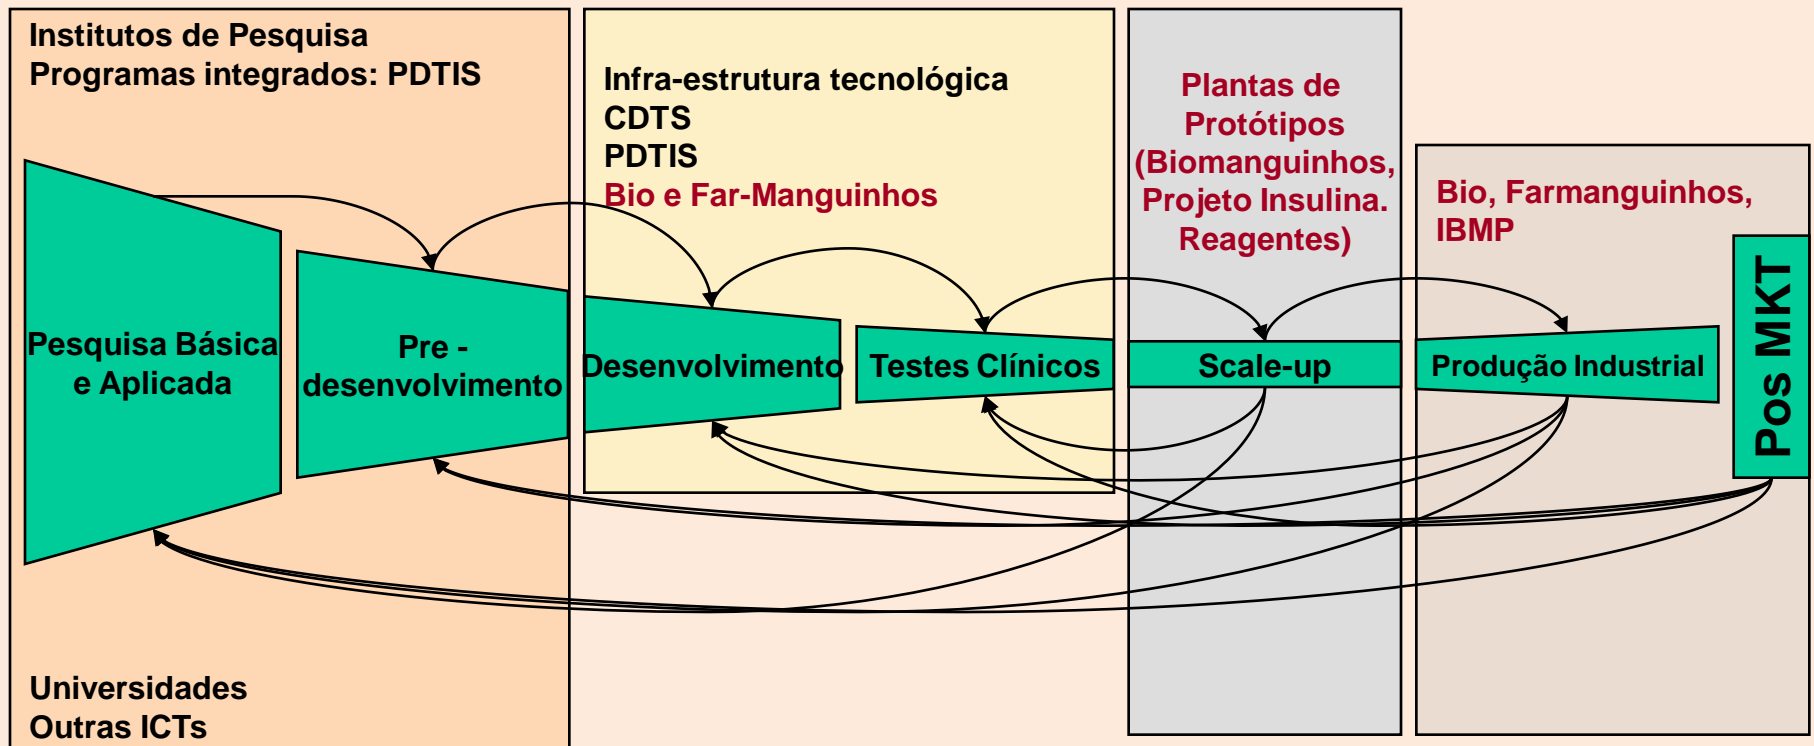 Institutos de Pesquisa
Programas integrados: PDTIS
Pesquisa Básica
e Aplicada
Pre -
desenvolvimento
Universidades
Outras ICTs
Infra-estrutura tecnológica
CDTS
PDTIS
Bio e Far-Manguinhos
Desenvolvimento
Testes Clínicos
Plantas de
Protótipos
(Biomanguinhos,
Projeto Insulina.
Reagentes)
Scale-up
Bio, Farmanguinhos,
IBMP
Produção Industrial
Pos MKT